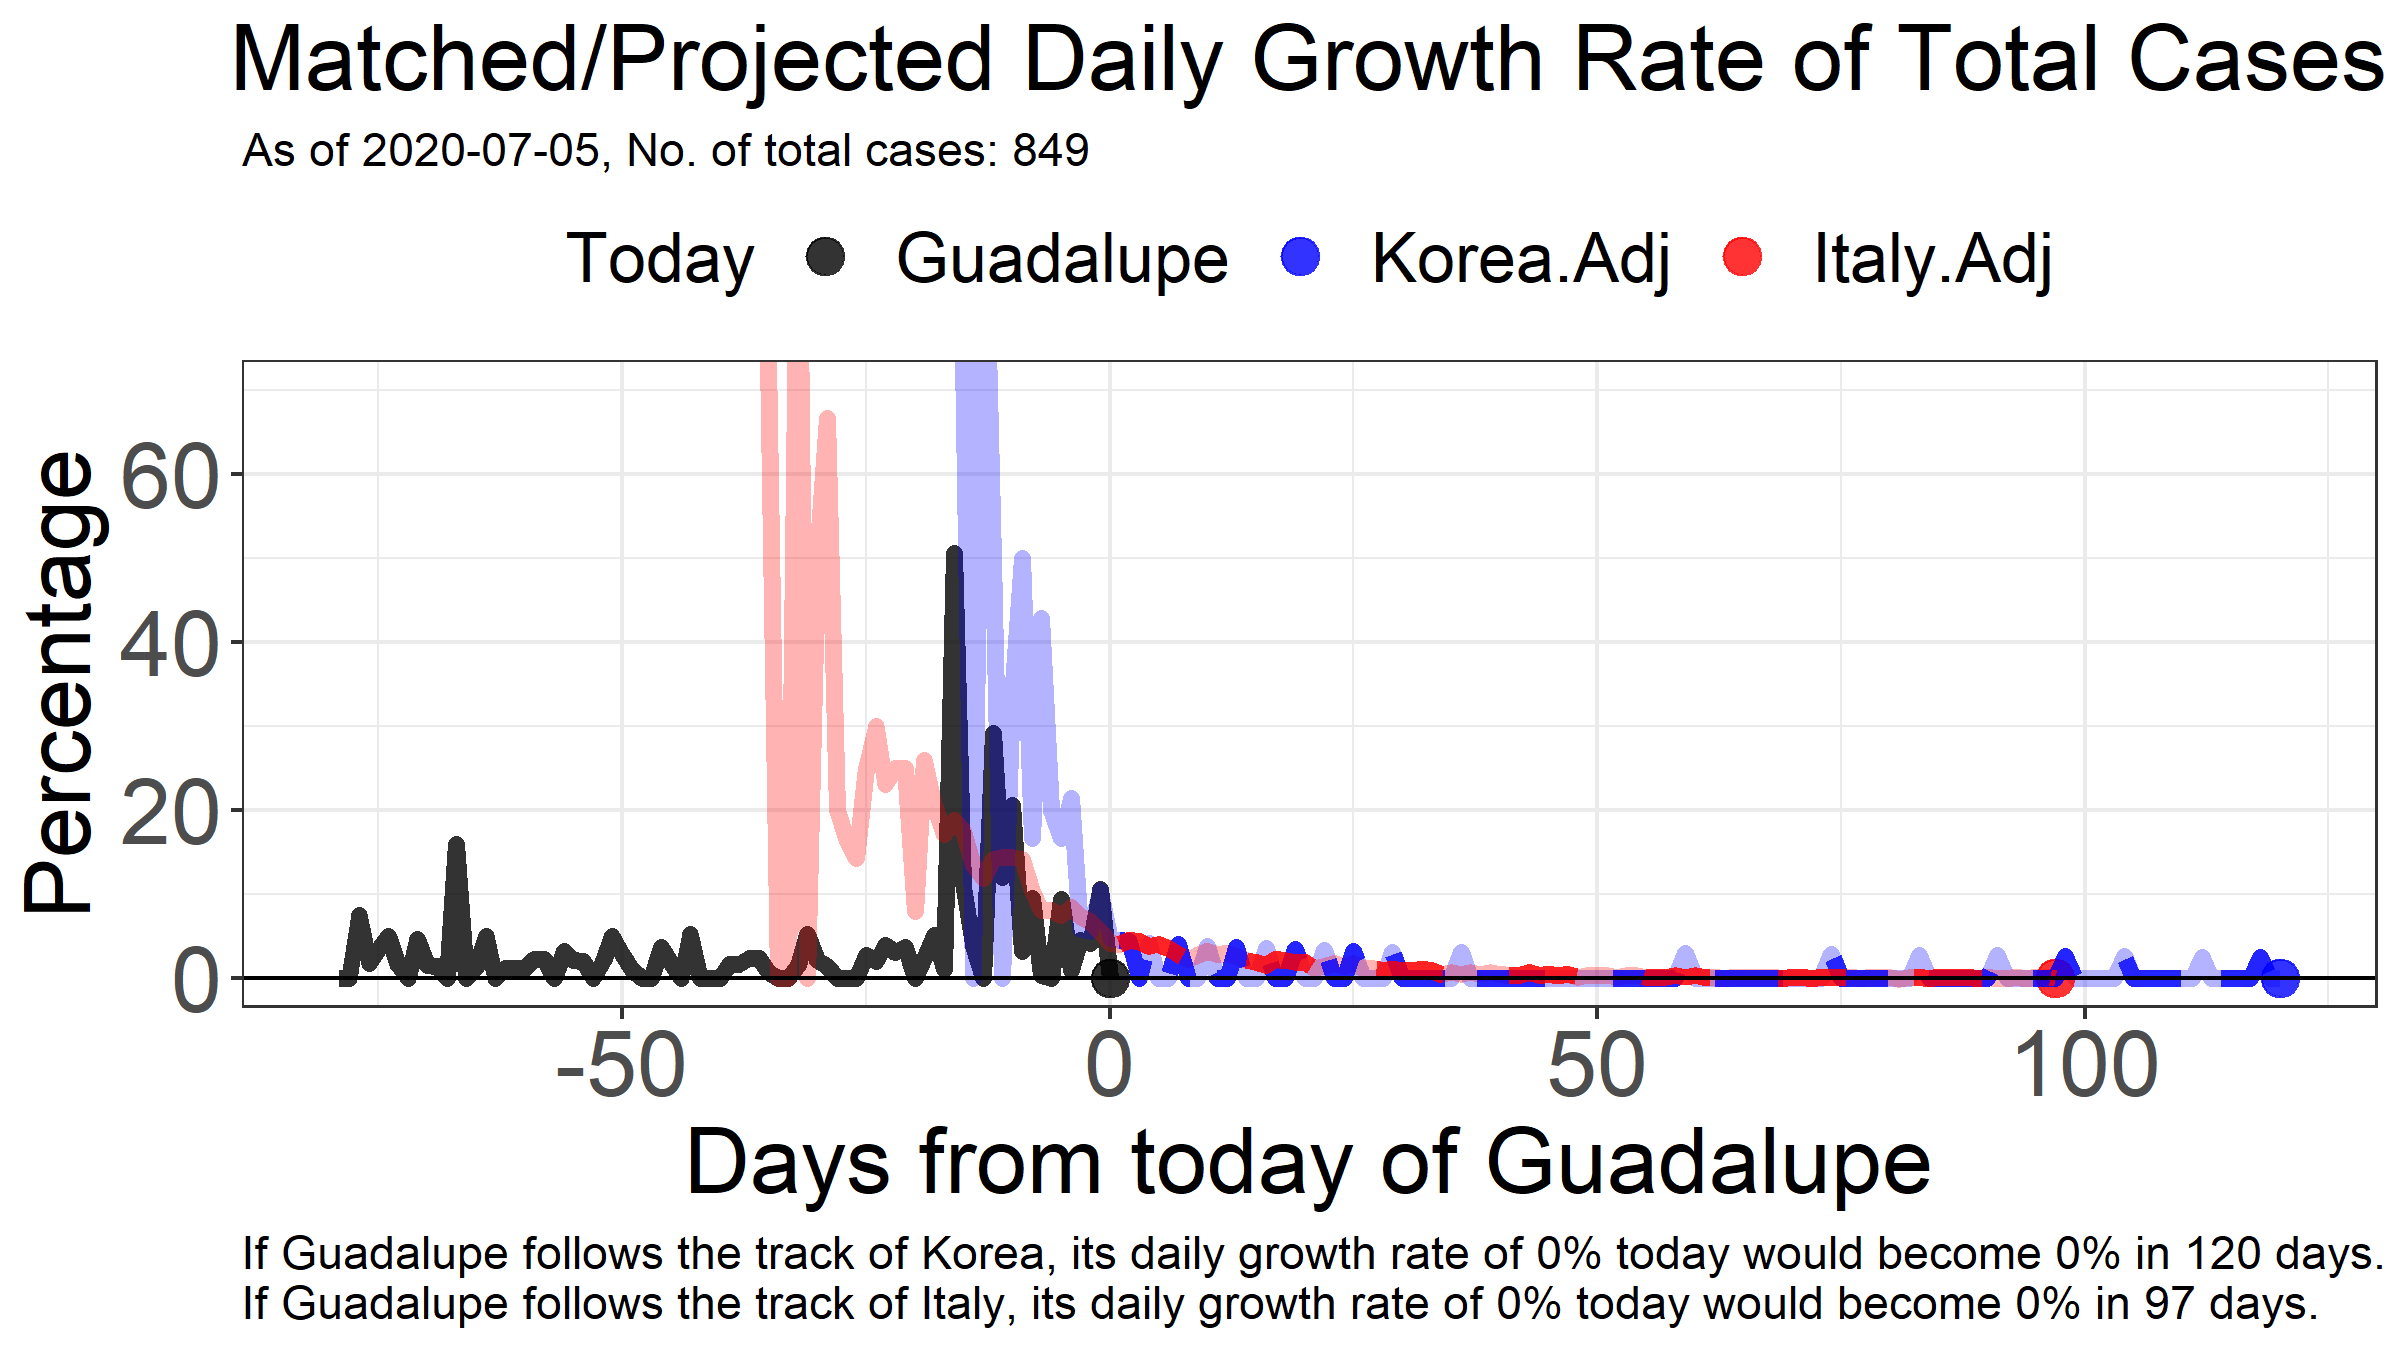 Matched/Projected Daily Growth Rate of Total Cases
As of 2020-07-05, No. of total cases: 849
Today Guadalupe Korea.Adj Italy.Adj
Percentage
60
40
20
0
-50 0 50 100
Days from today of Guadalupe
If Guadalupe follows the track of Korea, its daily growth rate of 0% today would become 0% in 120 days.
If Guadalupe follows the track of Italy, its daily growth rate of 0% today would become 0% in 97 days.